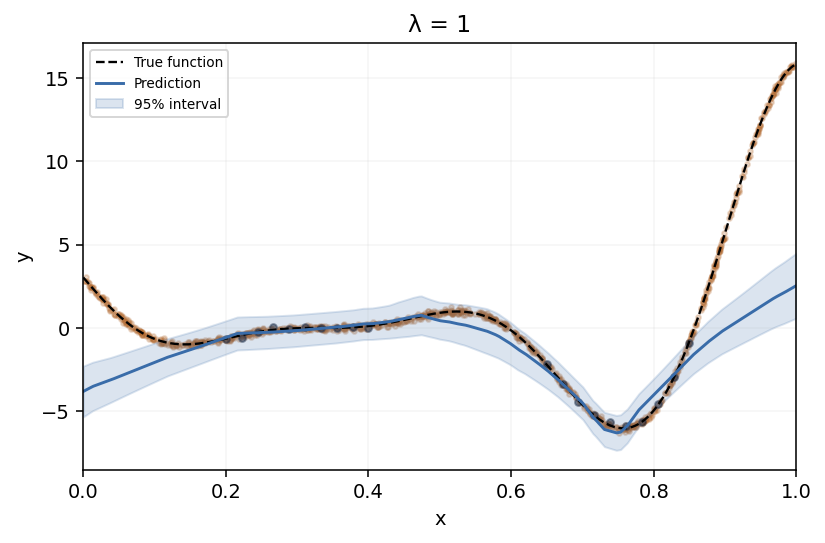 λ = 1
True function
Prediction
95% interval
y
15
10
5
0
−5
0.0 0.2 0.4 0.6 0.8 1.0
x